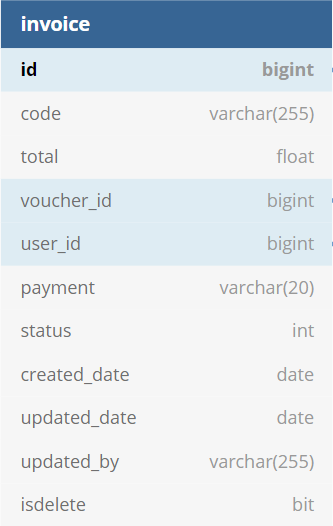 invoice
id bigint
code varchar(255)
total float
voucher_id bigint
user_id bigint
payment varchar(20)
status int
created_date date
updated_date date
updated_by varchar(255)
isdelete bit